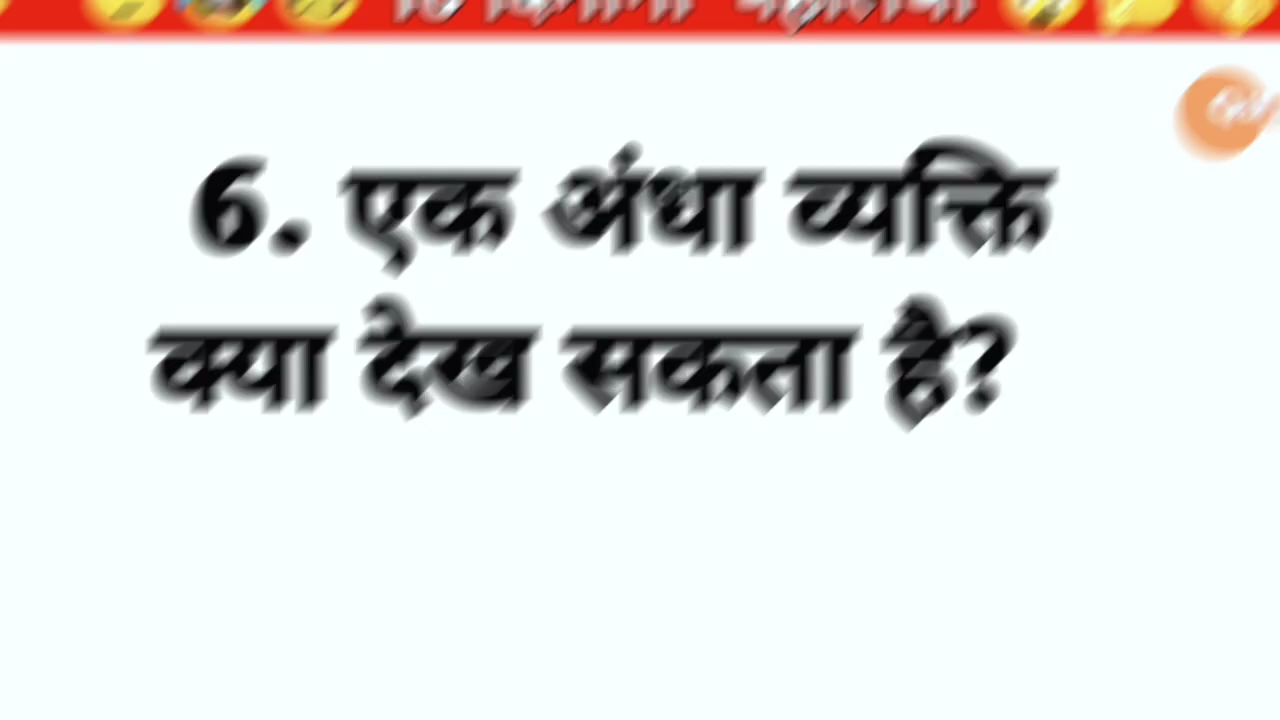 6. एक अंधा व्यक्ति
क्या देख सकता है?